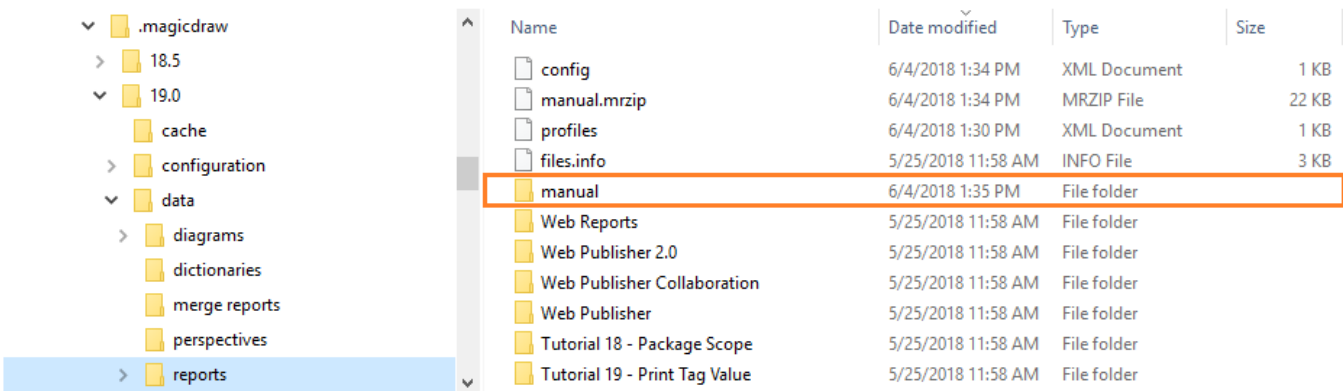 .magicdraw
18.5
19.0
cache
configuration
data
diagrams
dictionaries
merge reports
perspectives
reports
Name Date modified Type Size
config 6/4/2018 1:34 PM XML Document 1 KB
manual.mrzip 6/4/2018 1:34 PM MRZIP File 22 KB
profiles 6/4/2018 1:30 PM XML Document 1 KB
files.info 5/25/2018 11:58 AM INFO File 3 KB
manual 6/4/2018 1:35 PM File folder
Web Reports 5/25/2018 11:58 AM File folder
Web Publisher 2.0 5/25/2018 11:58 AM File folder
Web Publisher Collaboration 5/25/2018 11:58 AM File folder
Web Publisher 5/25/2018 11:58 AM File folder
Tutorial 18 - Package Scope 5/25/2018 11:58 AM File folder
Tutorial 19 - Print Tag Value 5/25/2018 11:58 AM File folder